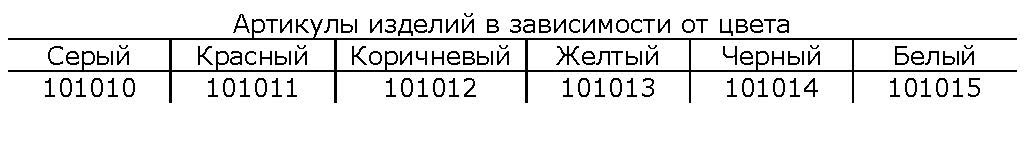 Артикулы изделий в зависимости от цвета
Серый Красный Коричневый Желтый Черный Белый
101010 101011 101012 101013 101014 101015